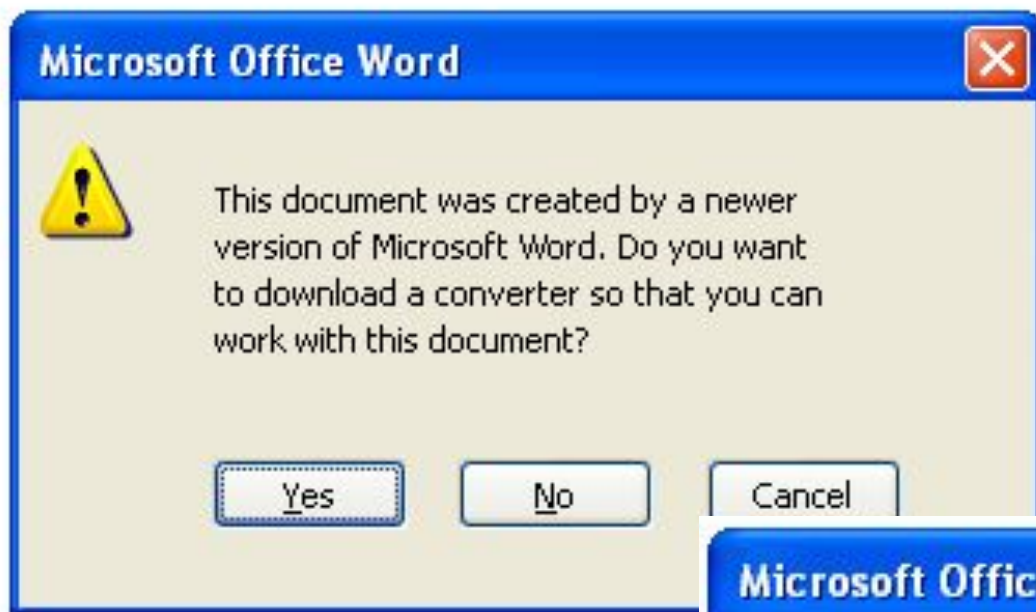 Microsoft Office Word
This document was created by a newer
version of Microsoft Word. Do you want
to download a converter so that you can
work with this document?
Yes
No
Cancel
Microsoft Offic